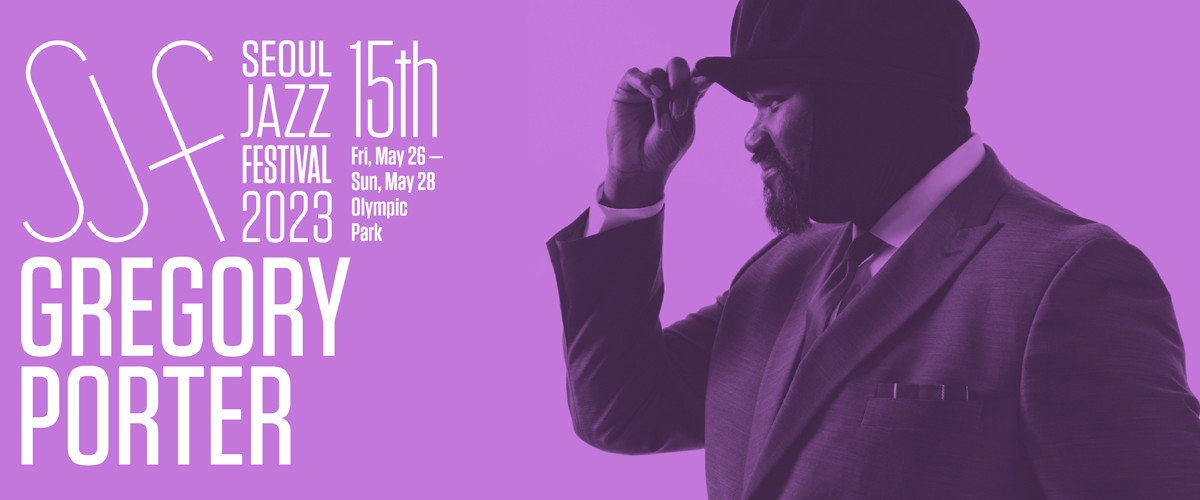 SJf
SEOUL
JAZZ
FESTIVAL
2023
15th
Fri, May 26 —
Sun, May 28
Olympic
Park
GREGORY
PORTER